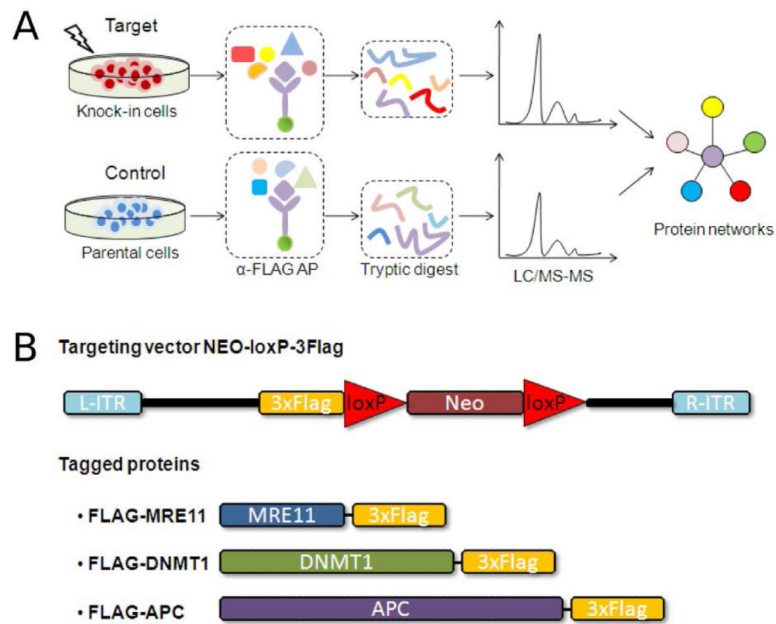 A
Target
Knock-in cells
Control
Parental cells
α-FLAG AP
Tryptic digest
LC/MS-MS
Protein networks
B
Targeting vector NEO-loxP-3Flag
L-ITR 3xFlag loxP Neo loxP R-ITR
Tagged proteins
• FLAG-MRE11 MRE11 3xFlag
• FLAG-DNMT1 DNMT1 3xFlag
• FLAG-APC APC 3xFlag